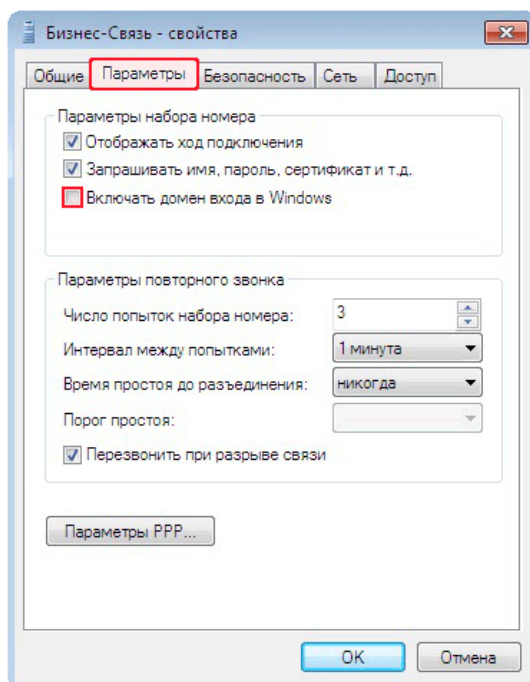 Бизнес-Связь - свойства
Общие Параметры Безопасность Сеть Доступ
Параметры набора номера
Отображать ход подключения
Запрашивать имя, пароль, сертификат и т.д.
Включать домен входа в Windows
Параметры повторного звонка
Число попыток набора номера: 3
Интервал между попытками: 1 минута
Время простоя до разъединения: никогда
Порог простоя:
Перезвонить при разрыве связи
Параметры PPP...
OK Отмена